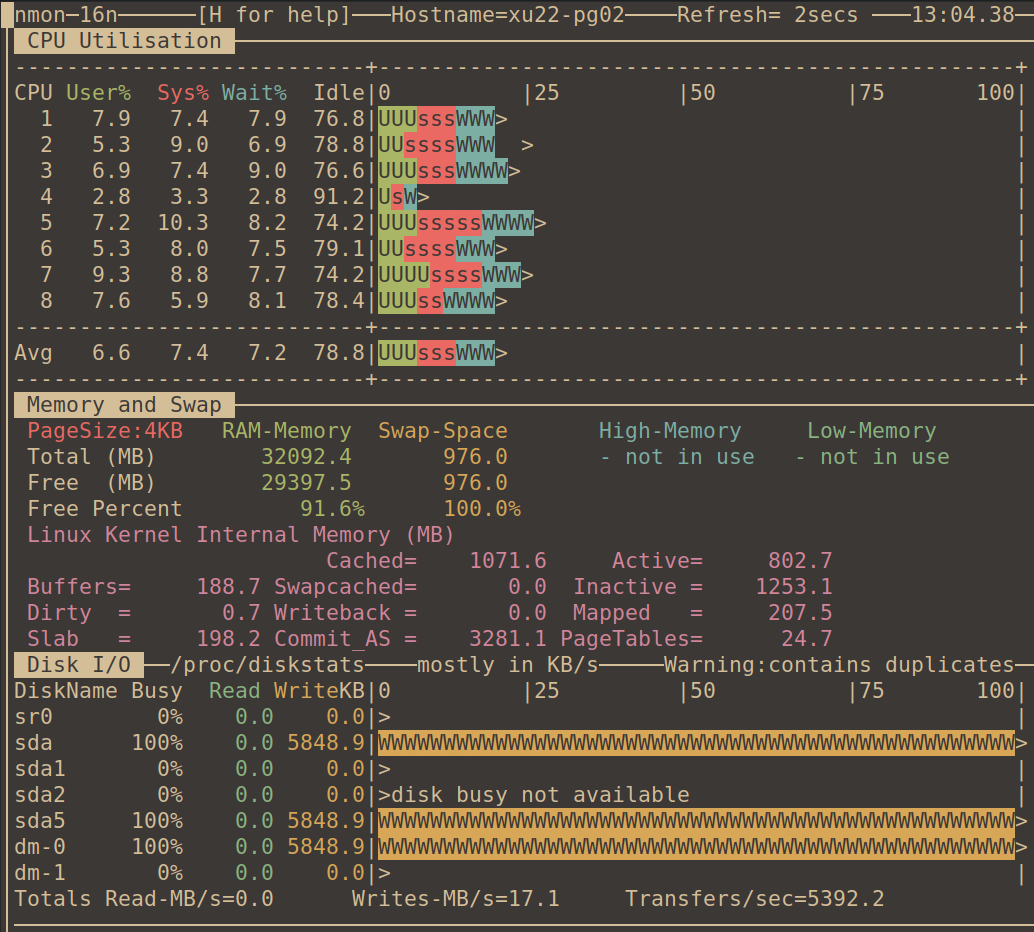 nmon─16n──────[H for help]───Hostname=xu22-pg02────Refresh= 2secs ───13:04.38─
CPU Utilisation
---------------------------+-------------------------------------------------+
CPU User%  Sys% Wait%  Idle|0          |25         |50          |75       100|
  1   7.9   7.4   7.9  76.8|UUUsssWWW>                                       |
  2   5.3   9.0   6.9  78.8|UUssssWWW  >                                     |
  3   6.9   7.4   9.0  76.6|UUUsssWWWW>                                      |
  4   2.8   3.3   2.8  91.2|UsW>                                             |
  5   7.2  10.3   8.2  74.2|UUUsssssWWWW>                                    |
  6   5.3   8.0   7.5  79.1|UUssssWWW>                                       |
  7   9.3   8.8   7.7  74.2|UUUUssssWWW>                                     |
  8   7.6   5.9   8.1  78.4|UUUssWWWW>                                       |
---------------------------+-------------------------------------------------+
Avg   6.6   7.4   7.2  78.8|UUUsssWWW>                                       |
---------------------------+-------------------------------------------------+
Memory and Swap
PageSize:4KB   RAM-Memory  Swap-Space       High-Memory     Low-Memory
Total (MB)        32092.4       976.0       - not in use   - not in use
Free  (MB)        29397.5       976.0
Free Percent         91.6%      100.0%
Linux Kernel Internal Memory (MB)
                       Cached=    1071.6     Active=     802.7
Buffers=     188.7 Swapcached=       0.0  Inactive =    1253.1
Dirty  =       0.7 Writeback =       0.0  Mapped   =     207.5
Slab   =     198.2 Commit_AS =    3281.1 PageTables=      24.7
Disk I/O ──/proc/diskstats────mostly in KB/s─────Warning:contains duplicates─
DiskName Busy  Read WriteKB|0          |25         |50          |75       100|
sr0        0%    0.0    0.0|>                                                |
sda      100%    0.0 5848.9|WWWWWWWWWWWWWWWWWWWWWWWWWWWWWWWWWWWWWWWWWWWWWWWWW>
sda1       0%    0.0    0.0|>                                                |
sda2       0%    0.0    0.0|>disk busy not available                         |
sda5     100%    0.0 5848.9|WWWWWWWWWWWWWWWWWWWWWWWWWWWWWWWWWWWWWWWWWWWWWWWWW>
dm-0     100%    0.0 5848.9|WWWWWWWWWWWWWWWWWWWWWWWWWWWWWWWWWWWWWWWWWWWWWWWWW>
dm-1       0%    0.0    0.0|>                                                |
Totals Read-MB/s=0.0      Writes-MB/s=17.1     Transfers/sec=5392.2